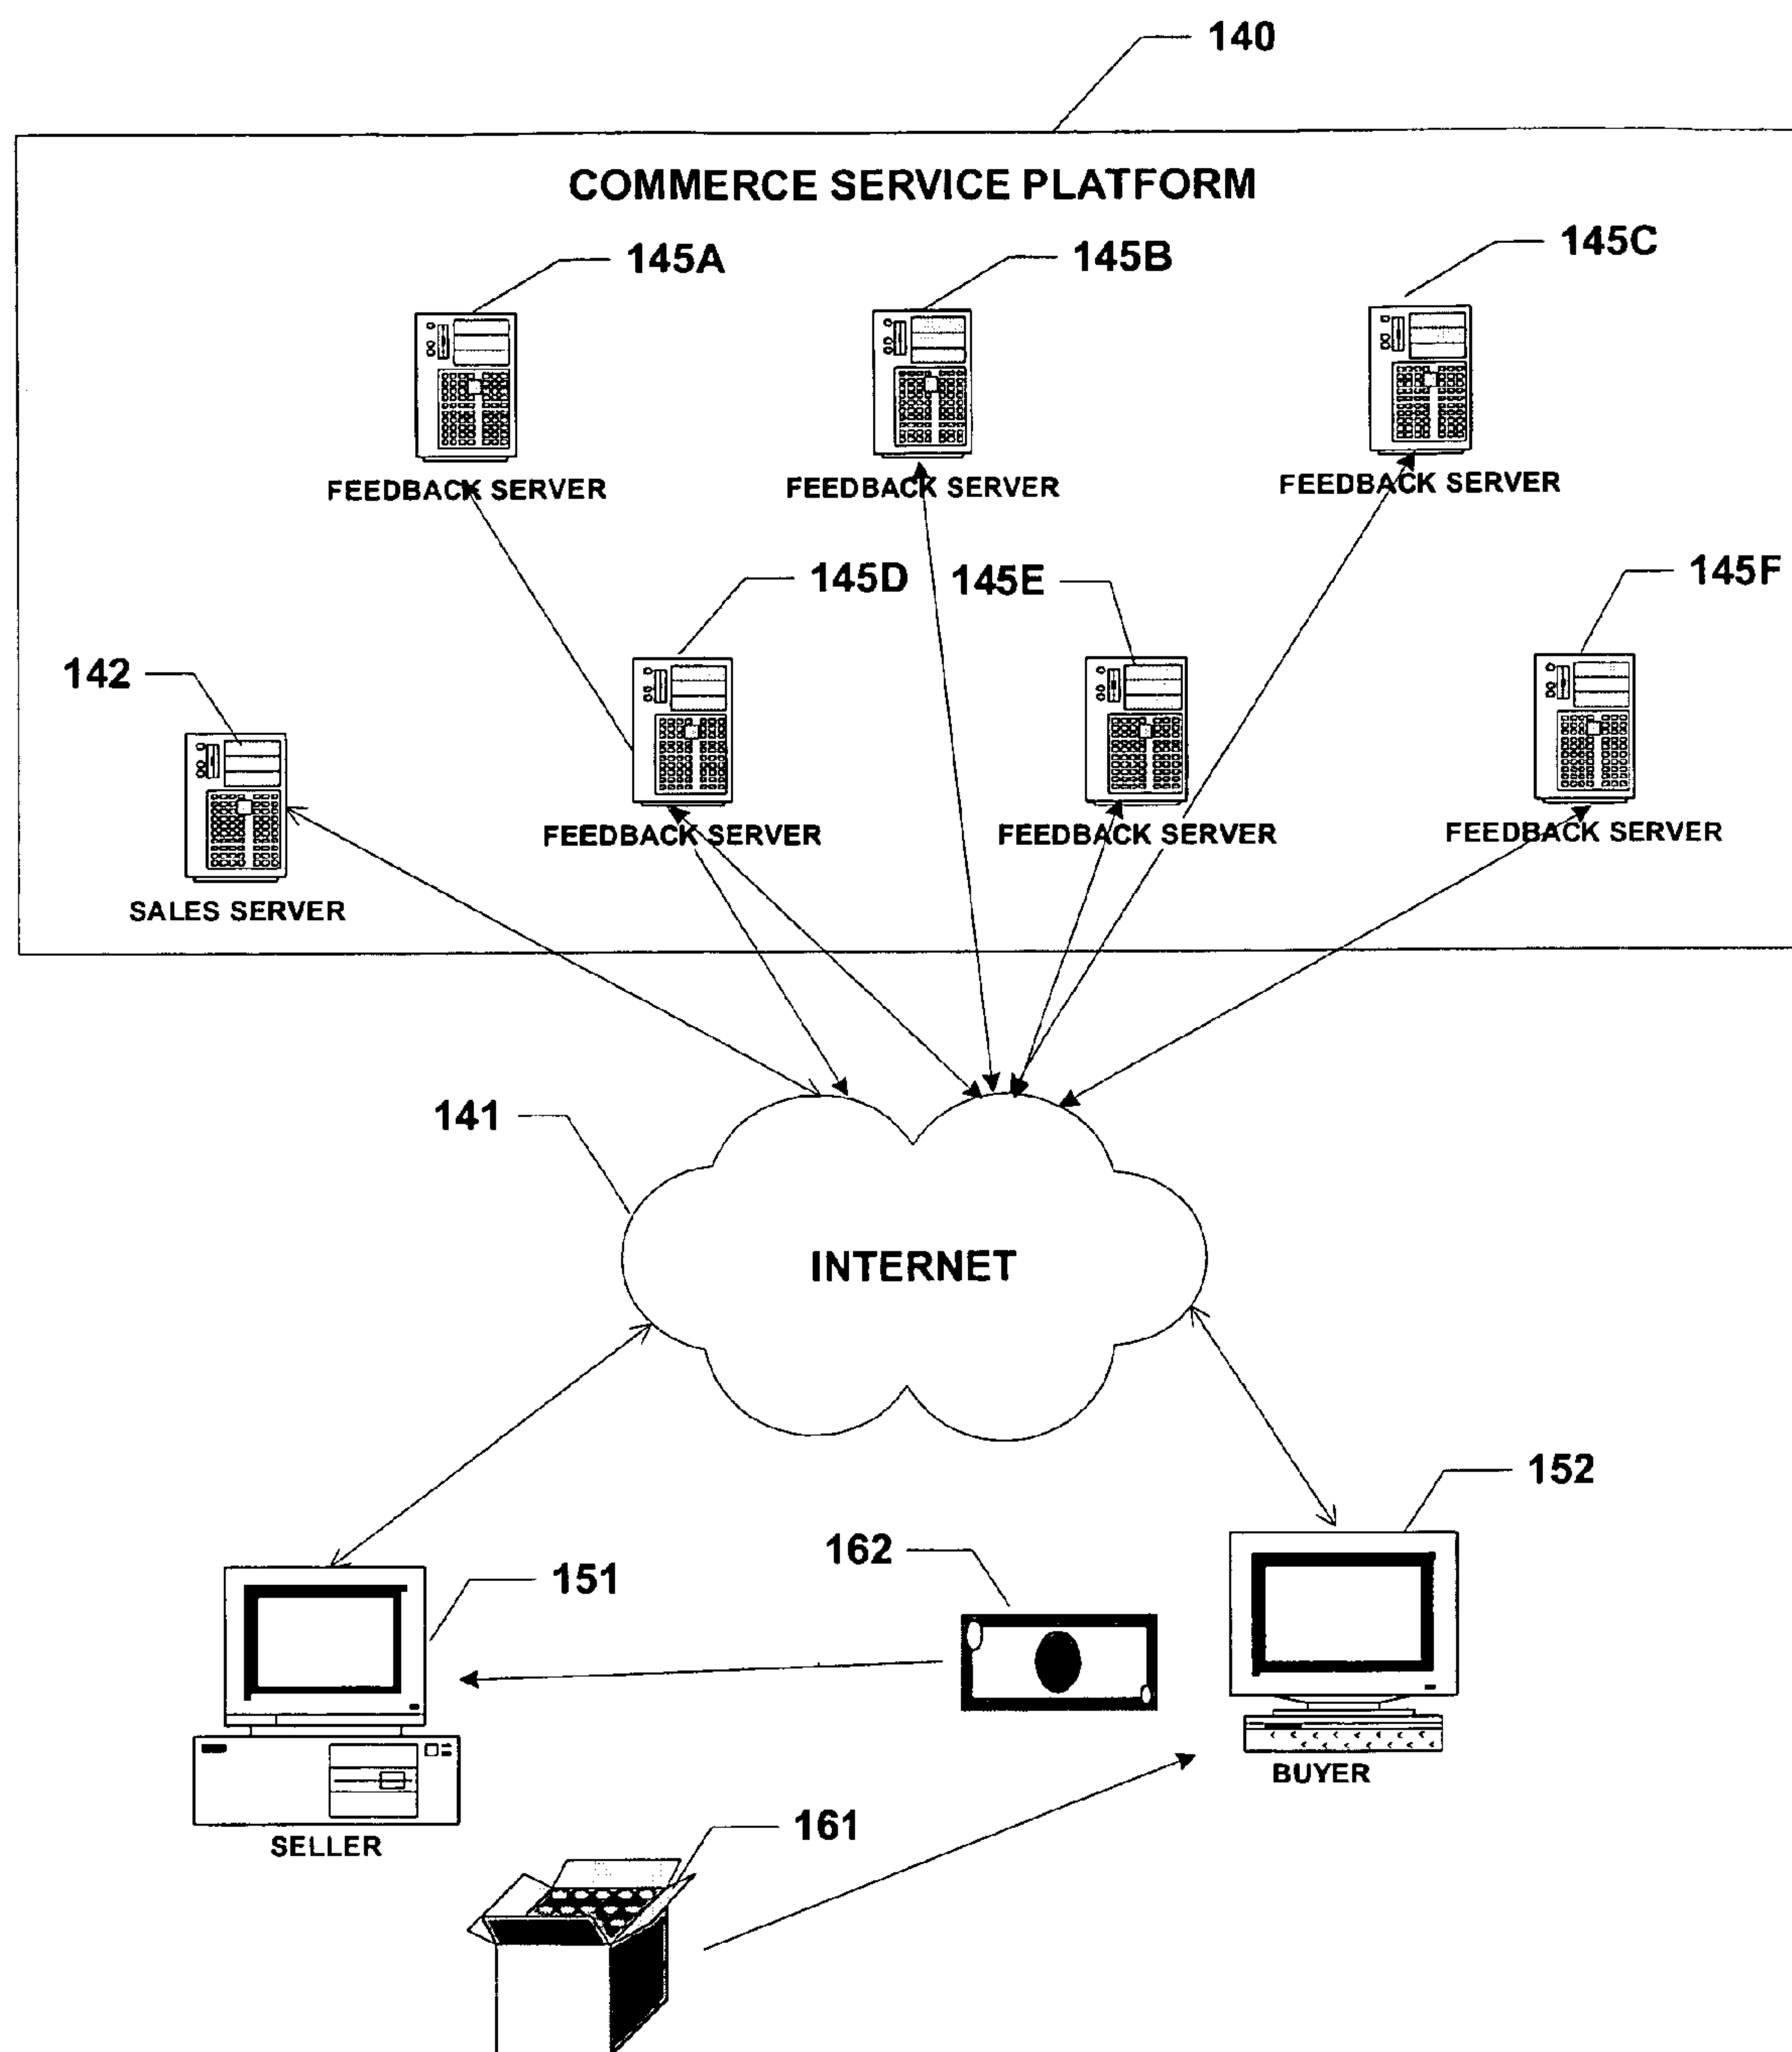 140
COMMERCE SERVICE PLATFORM
145A
145B
145C
FEEDBACK SERVER
FEEDBACK SERVER
FEEDBACK SERVER
145D
145E
145F
142
FEEDBACK SERVER
FEEDBACK SERVER
FEEDBACK SERVER
SALES SERVER
141
INTERNET
152
162
151
BUYER
161
SELLER